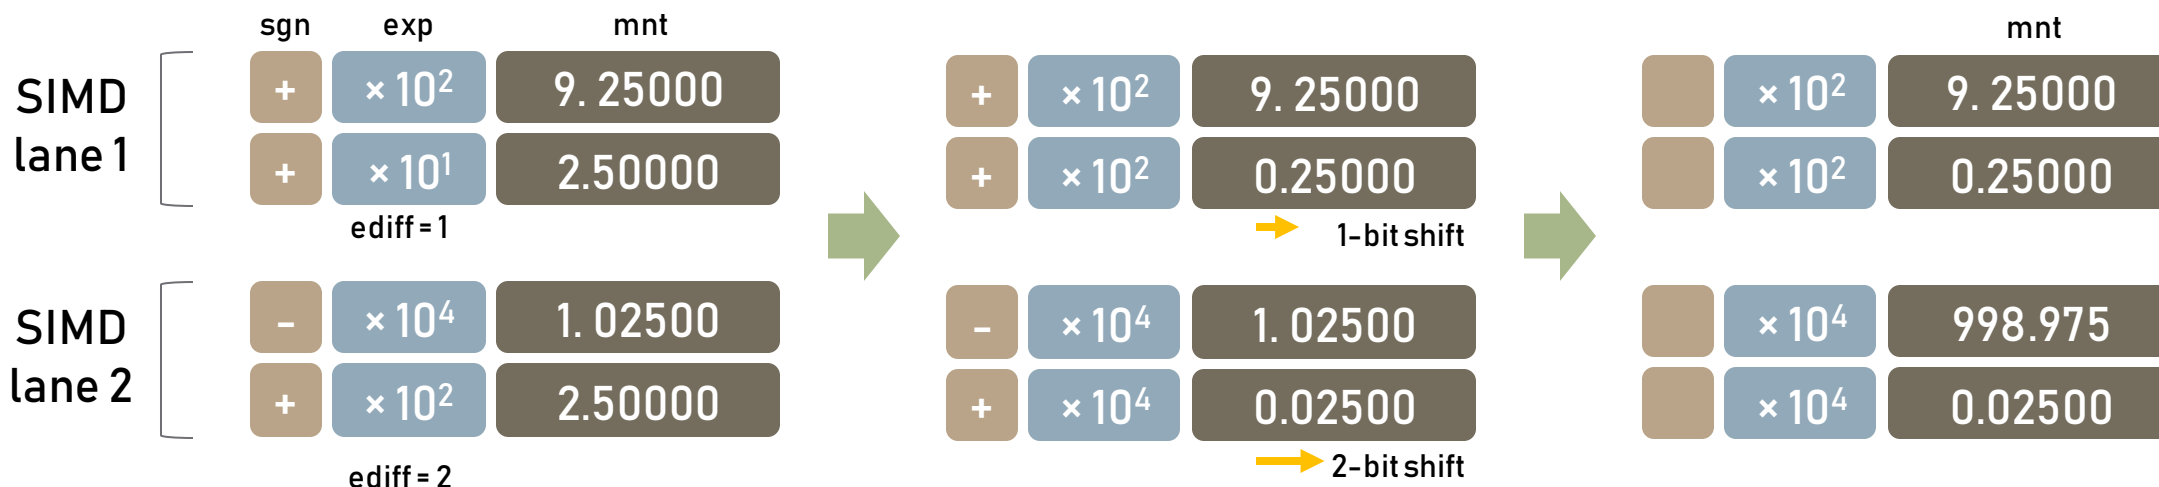 sgn exp mnt
SIMD lane 1
+ × 10² 9. 25000
+ × 10¹ 2.50000
ediff = 1
SIMD lane 2
- × 10⁴ 1. 02500
+ × 10² 2.50000
ediff = 2
+ × 10² 9. 25000
+ × 10² 0.25000
1-bit shift
- × 10⁴ 1. 02500
+ × 10⁴ 0.02500
2-bit shift
mnt
× 10² 9. 25000
× 10² 0.25000
× 10⁴ 998.975
× 10⁴ 0.02500